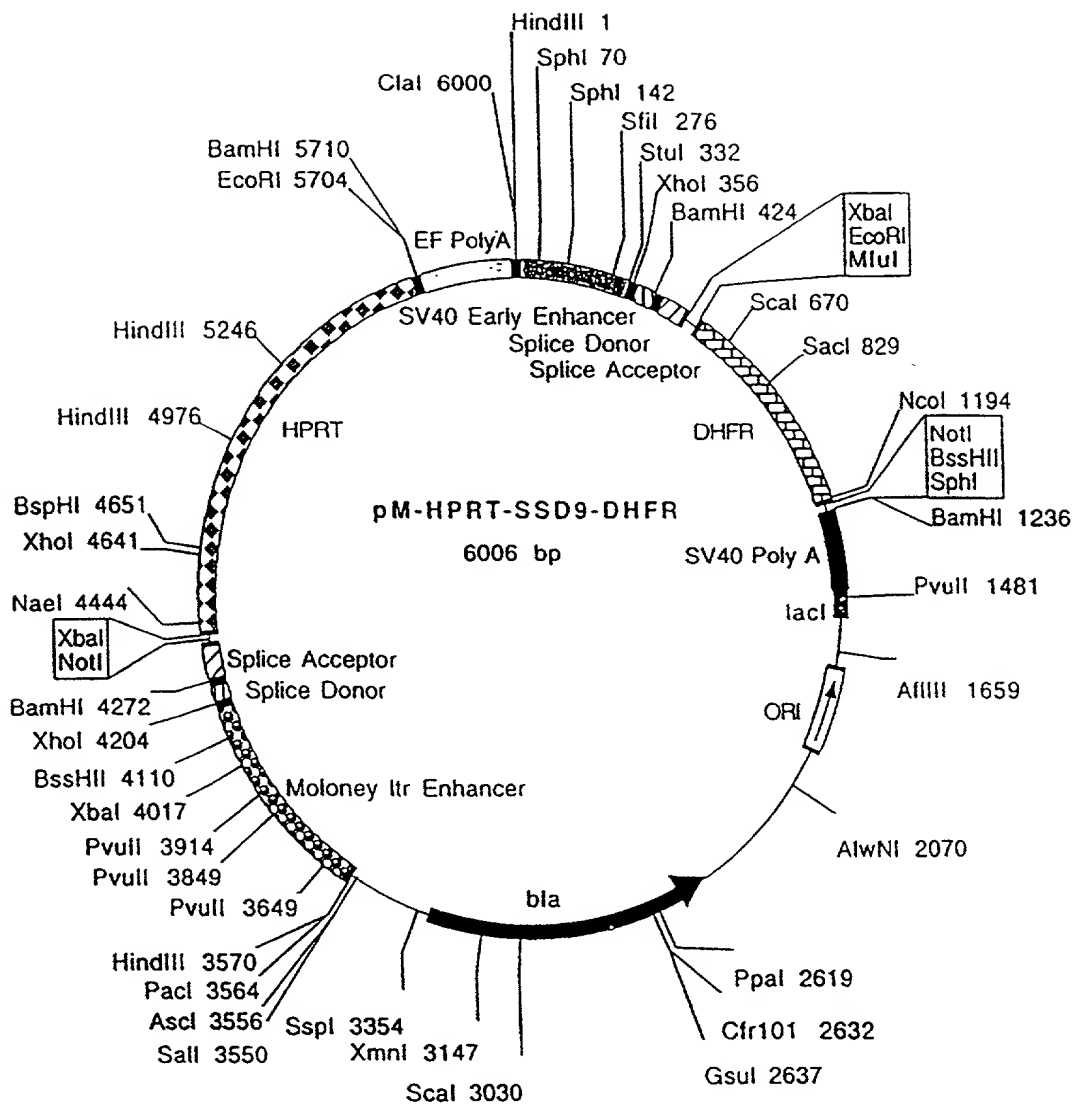 HindIII 1
SphI 70
ClaI 6000
SphI 142
SfiI 276
StuI 332
XhoI 356
BamHI 424
BamHI 5710
EcoRI 5704
XbaI
EcoRI
MluI
EF PolyA
ScaI 670
SV40 Early Enhancer
Splice Donor
Splice Acceptor
HindIII 5246
SacI 829
HindIII 4976
HPRT
DHFR
NcoI 1194
NotI
BssHII
SphI
BamHI 1236
pM-HPRT-SSD9-DHFR
6006 bp
BspHI 4651
XhoI 4641
SV40 Poly A
PvuII 1481
lacI
NaeI 4444
XbaI
NotI
Splice Acceptor
Splice Donor
BamHI 4272
XhoI 4204
BssHII 4110
XbaI 4017
PvuII 3914
PvuII 3849
PvuII 3649
Moloney ltr Enhancer
AflIII 1659
ORI
AlwNI 2070
bla
HindIII 3570
PacI 3564
AscI 3556
SalI 3550
SspI 3354
XmnI 3147
ScaI 3030
PpaI 2619
Cfr101 2632
GsuI 2637